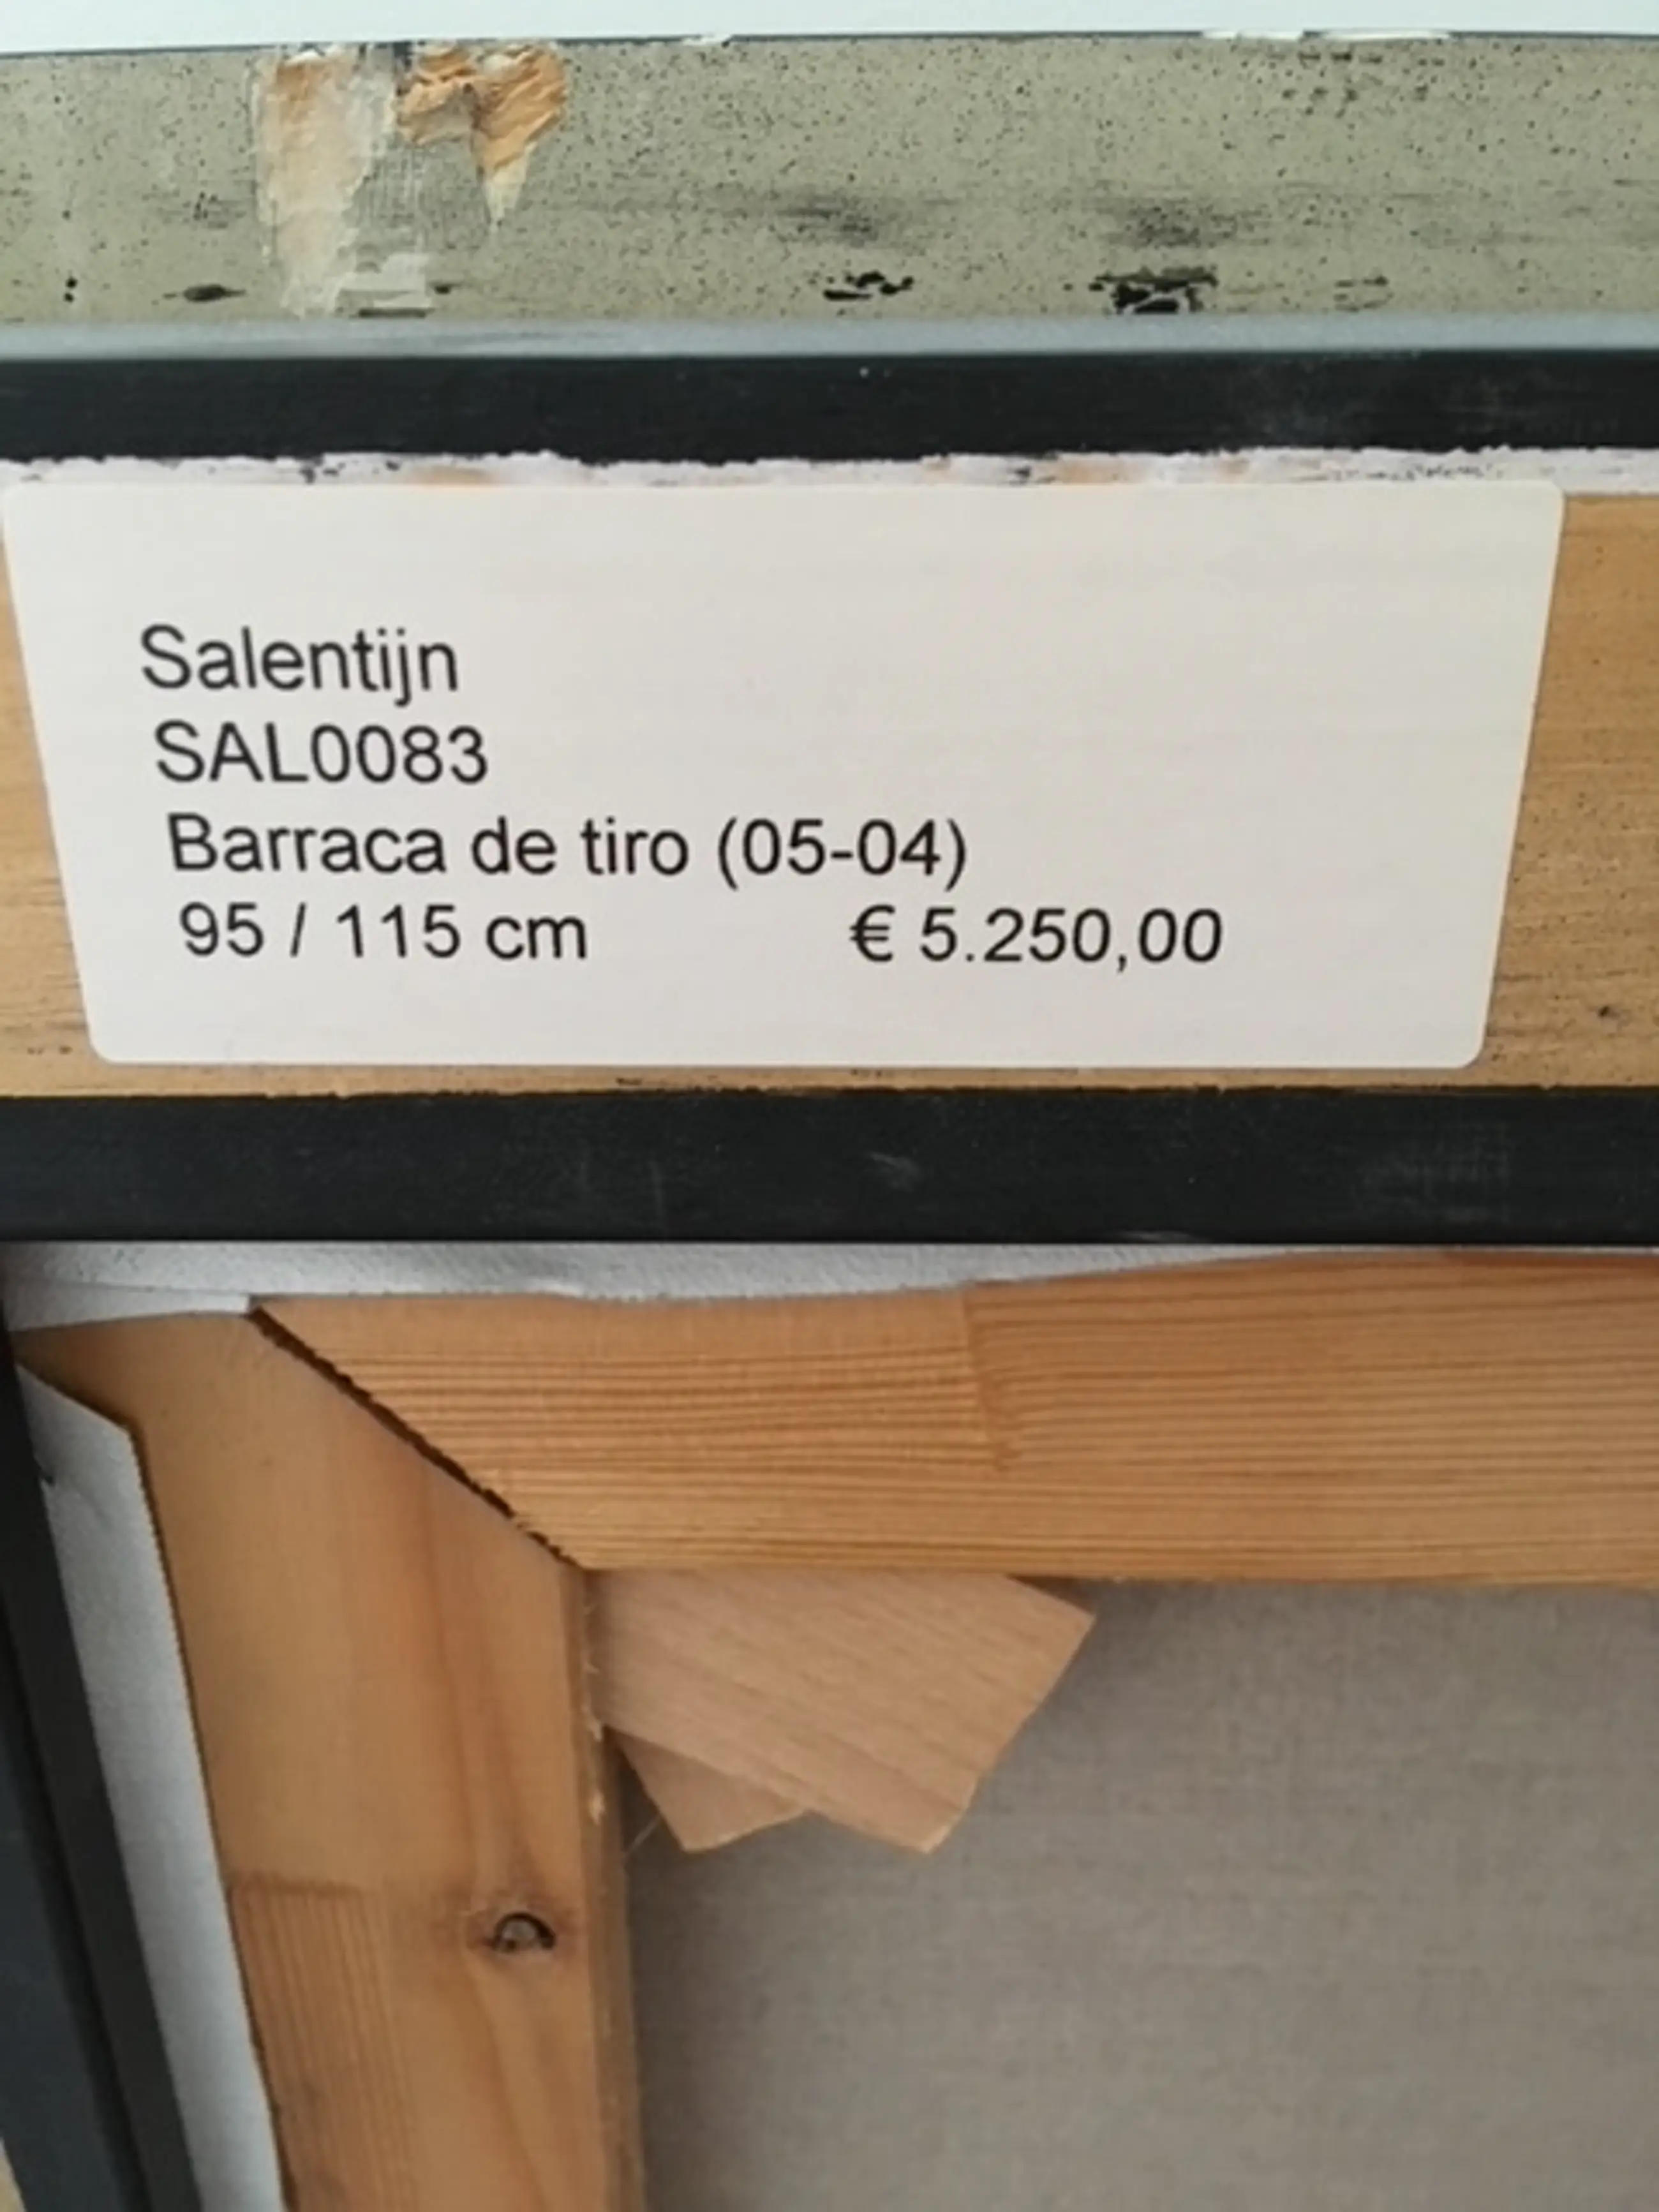 Salentijn
SAL0083
Barraca de tiro (05-04)
95 / 115 cm € 5.250,00